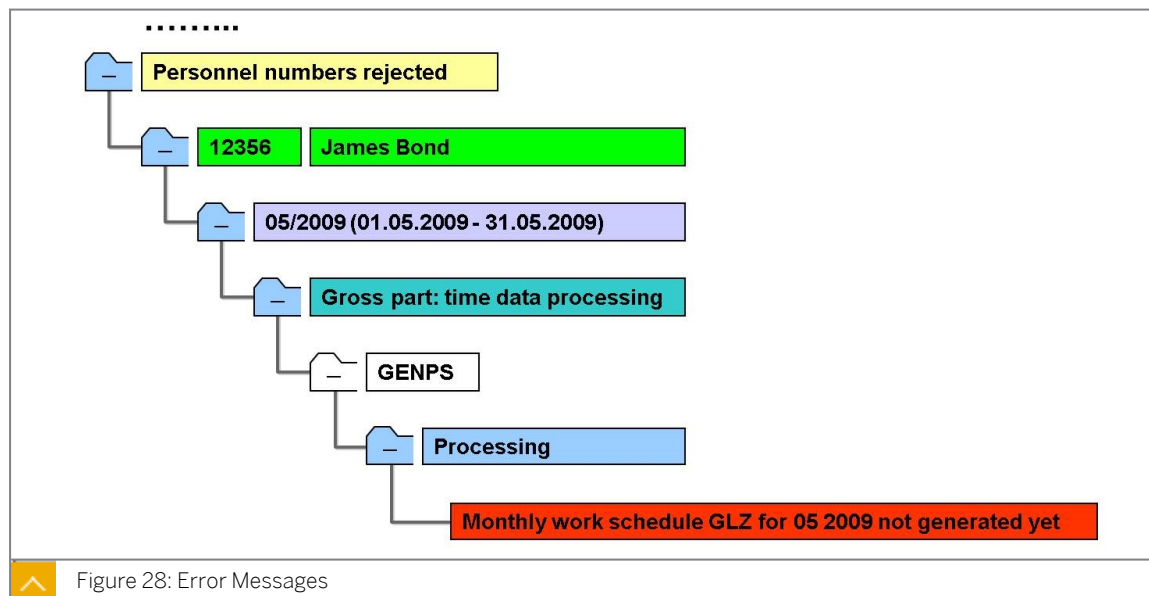 .........
Personnel numbers rejected
12356 James Bond
05/2009 (01.05.2009 - 31.05.2009)
Gross part: time data processing
GENPS
Processing
Monthly work schedule GLZ for 05 2009 not generated yet
Figure 28: Error Messages